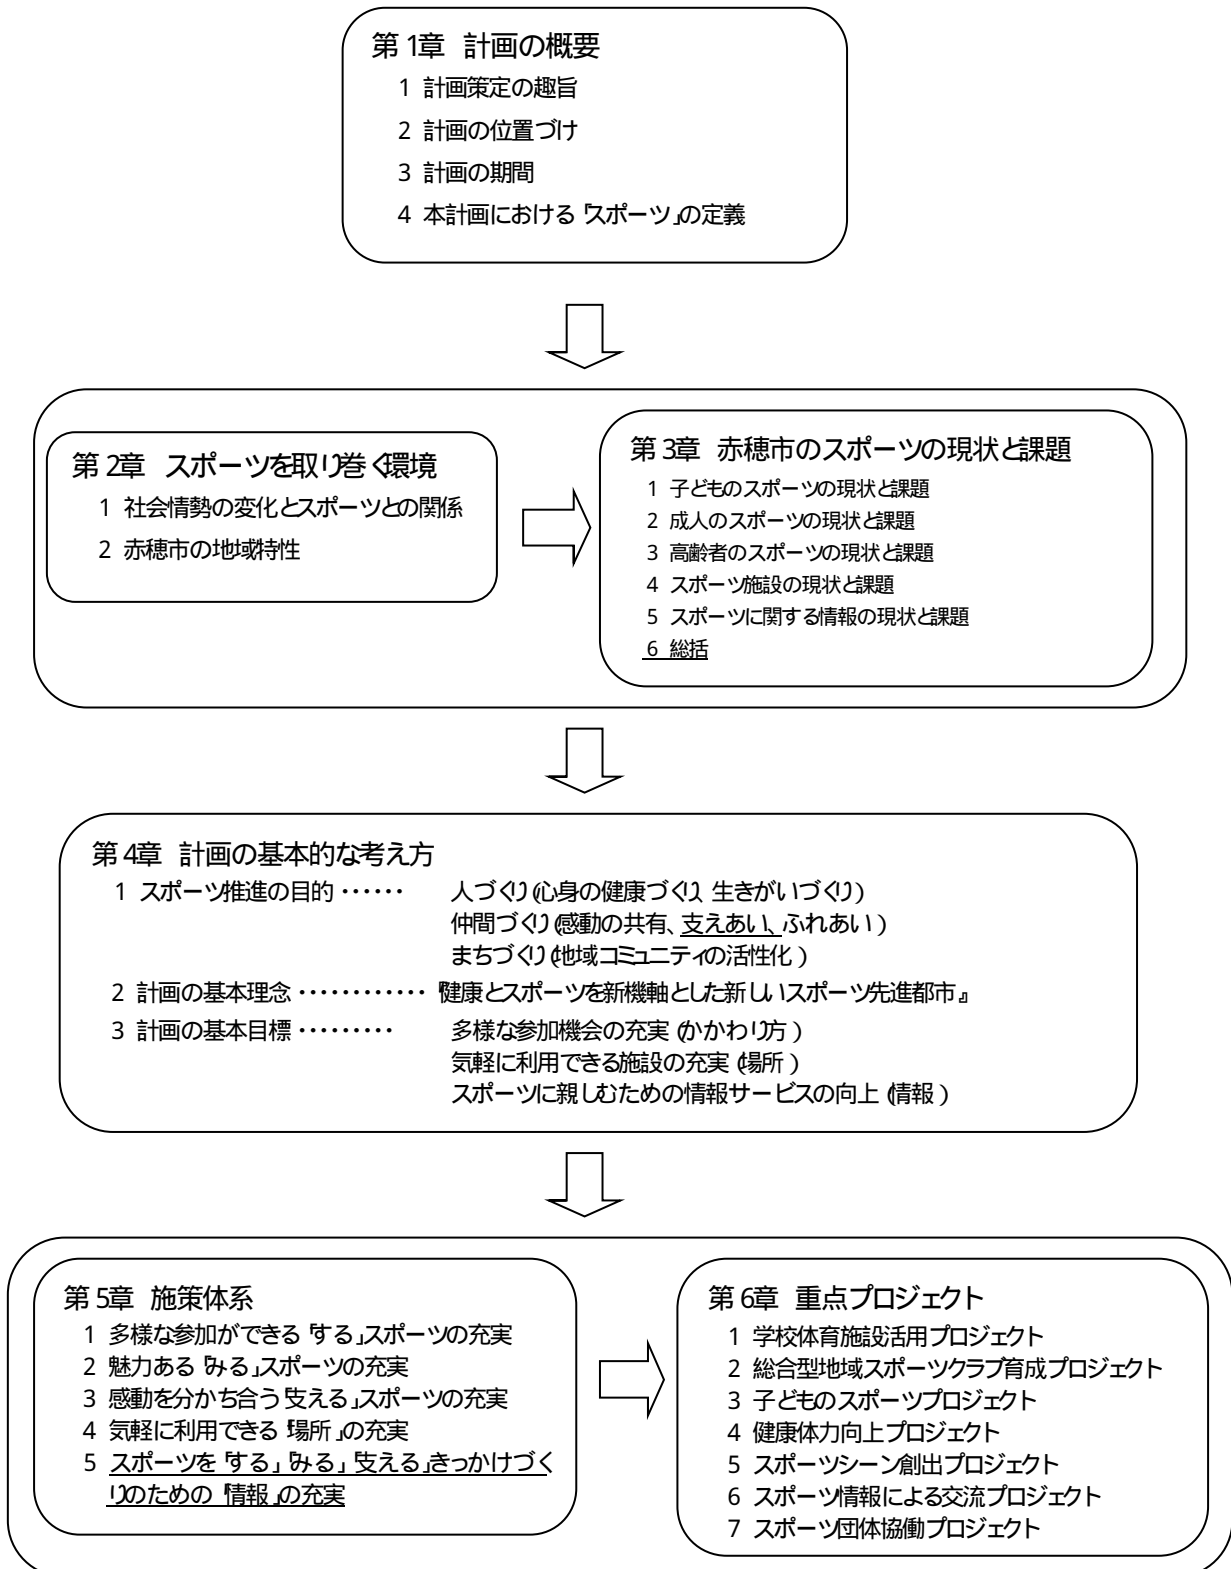 第1章 計画の概要
1 計画策定の趣旨
2 計画の位置づけ
3 計画の期間
4 本計画における「スポーツ」の定義
第2章 スポーツを取り巻く環境
1 社会情勢の変化とスポーツとの関係
2 赤穂市の地域特性
第3章 赤穂市のスポーツの現状と課題
1 子どものスポーツの現状と課題
2 成人のスポーツの現状と課題
3 高齢者のスポーツの現状と課題
4 スポーツ施設の現状と課題
5 スポーツに関する情報の現状と課題
6 総括
第4章 計画の基本的な考え方
1 スポーツ推進の目的 ‥‥‥ 人づくり(心身の健康づくり、生きがいづくり)
仲間づくり(感動の共有、支えあい、ふれあい)
まちづくり(地域コミュニティの活性化)
2 計画の基本理念 ‥‥‥‥‥‥ 『健康とスポーツを新機軸とした新しいスポーツ先進都市』
3 計画の基本目標 ‥‥‥‥‥ 多様な参加機会の充実(かかわり方)
気軽に利用できる施設の充実(場所)
スポーツに親しむための情報サービスの向上(情報)
第5章 施策体系
1 多様な参加ができる「する」スポーツの充実
2 魅力ある「みる」スポーツの充実
3 感動を分かち合う「支える」スポーツの充実
4 気軽に利用できる「場所」の充実
5 スポーツを「する」「みる」「支える」きっかけづく
りのための「情報」の充実
第6章 重点プロジェクト
1 学校体育施設活用プロジェクト
2 総合型地域スポーツクラブ育成プロジェクト
3 子どものスポーツプロジェクト
4 健康体力向上プロジェクト
5 スポーツシーン創出プロジェクト
6 スポーツ情報による交流プロジェクト
7 スポーツ団体協働プロジェクト